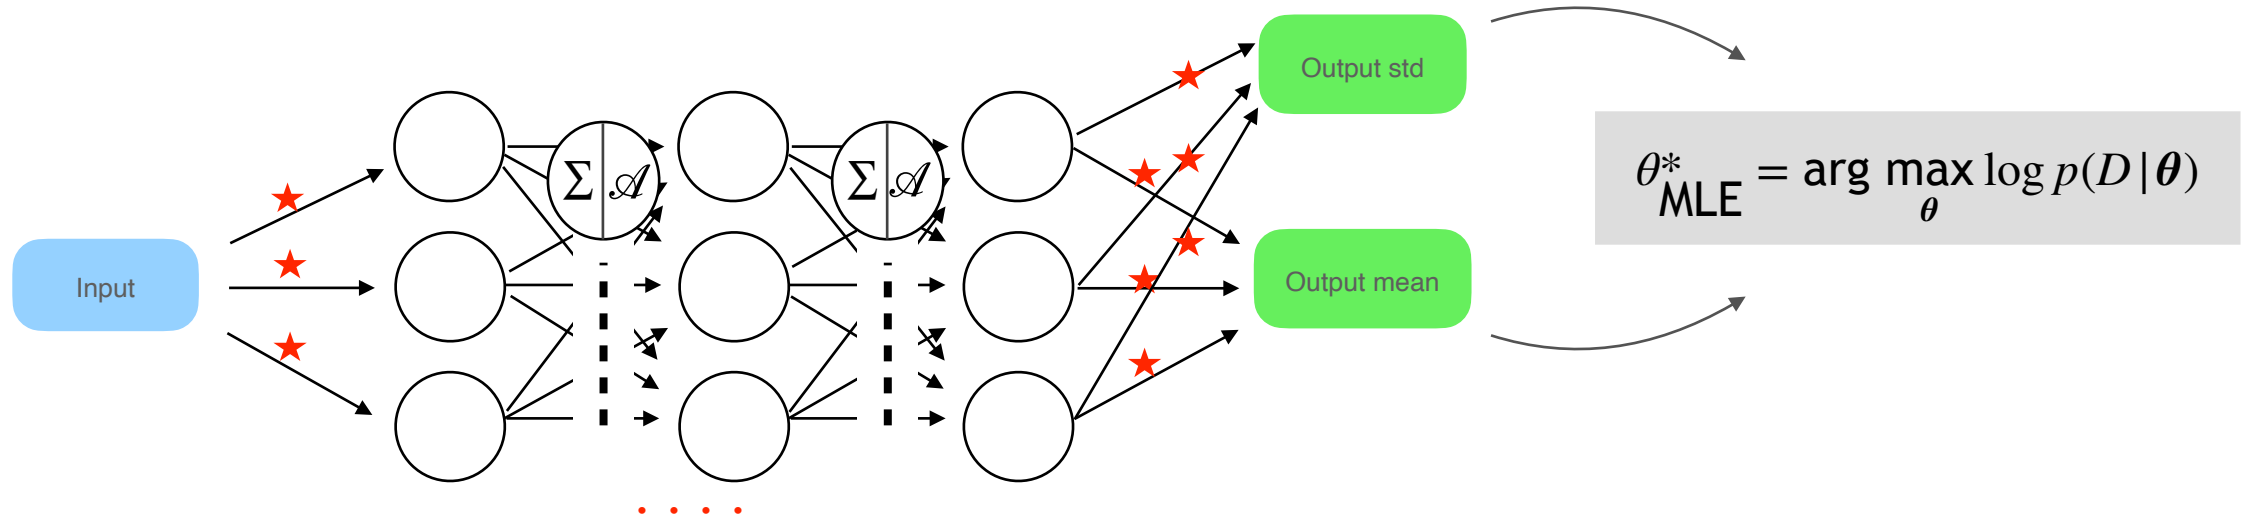 Output std
Σ 𝒜 Σ 𝒜
θ*MLE = arg max log p(D|θ)
θ
Input
Output mean